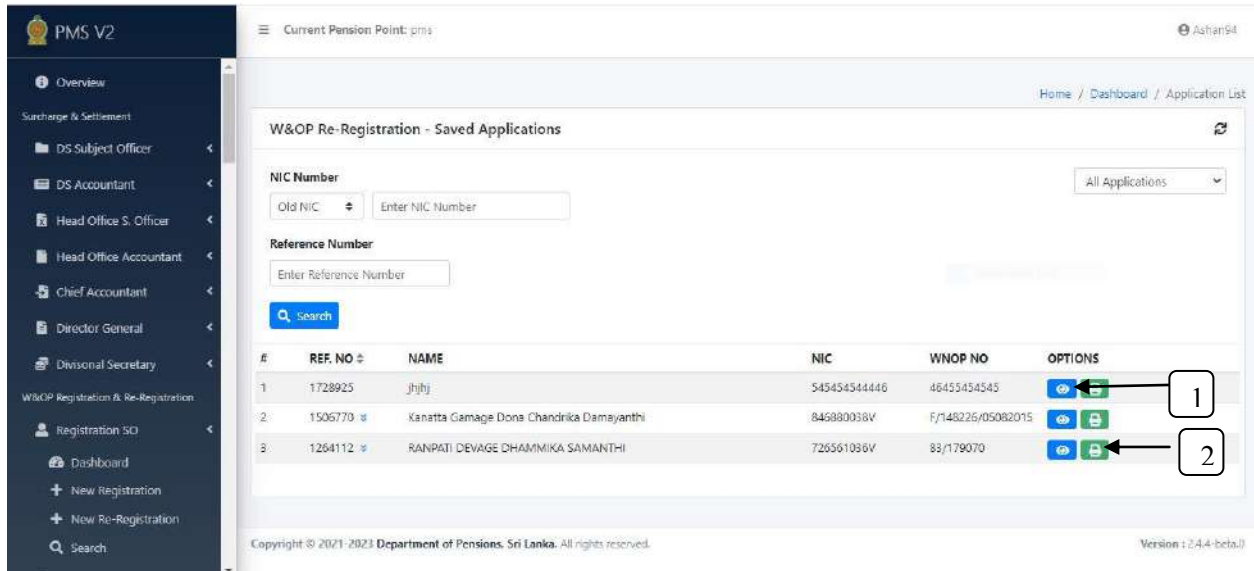 PMS V2
Current Pension Point: pms
Ashan94
Overview
Surcharge & Settlement
DS Subject Officer
DS Accountant
Head Office S. Officer
Head Office Accountant
Chief Accountant
Director General
Divisonal Secretary
W&OP Registration & Re-Registration
Registration SO
Dashboard
New Registration
New Re-Registration
Search
Home / Dashboard / Application List
W&OP Re-Registration - Saved Applications
NIC Number
All Applications
Old NIC Enter NIC Number
Reference Number
Enter Reference Number
Search
# REF. NO NAME NIC WNOP NO OPTIONS
1 1728925 jhjhj 545454544446 46455454545
2 1506770 Kanatta Gamage Dona Chandrika Damayanthi 846880038V F/148226/05082015
3 1264112 RANPATI DEVAGE DHAMMIKA SAMANTHI 726561036V 83/179070
1
2
Copyright © 2021-2023 Department of Pensions. Sri Lanka. All rights reserved.
Version : 2.4.4-beta.0